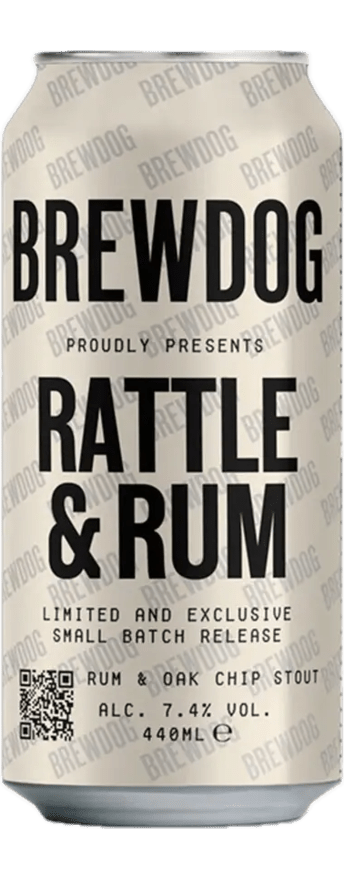 BREWDOG
PROUDLY PRESENTS
RATTLE
& RUM
LIMITED AND EXCLUSIVE
SMALL BATCH RELEASE
RUM & OAK CHIP STOUT
ALC. 7.4% VOL.
440ML ℮